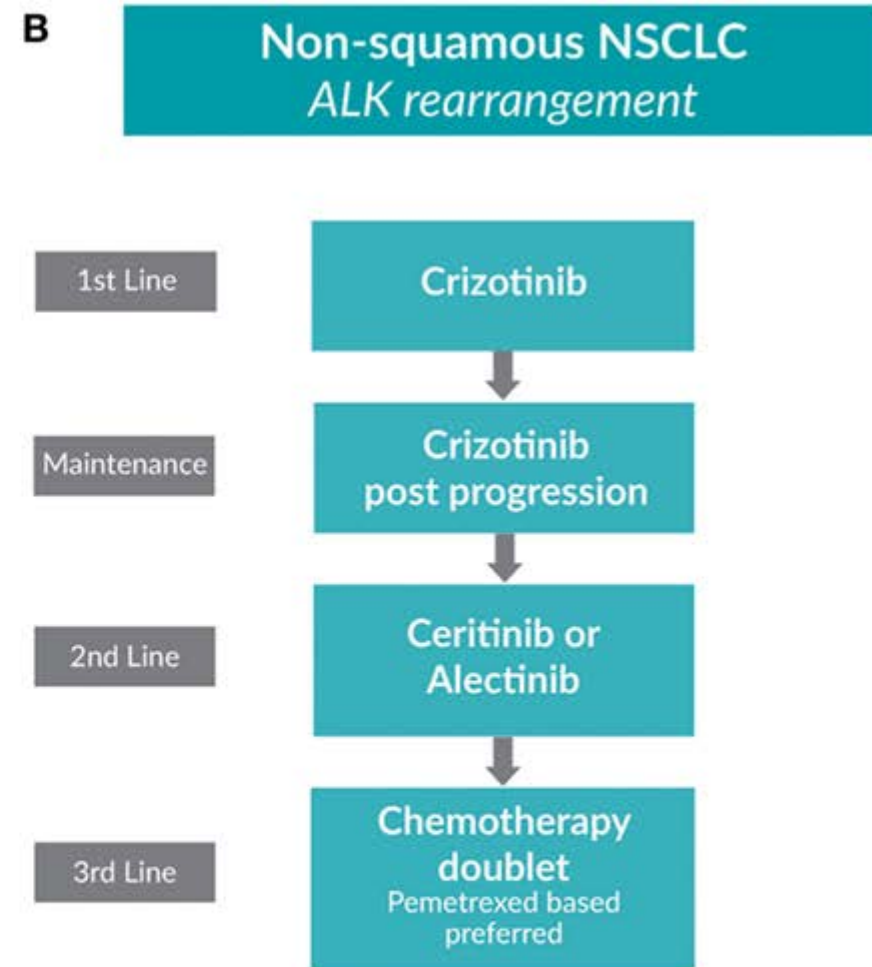 B
Non-squamous NSCLC
ALK rearrangement
1st Line
Crizotinib
Maintenance
Crizotinib
post progression
2nd Line
Ceritinib or
Alectinib
3rd Line
Chemotherapy
doublet
Pemetrexed based
preferred